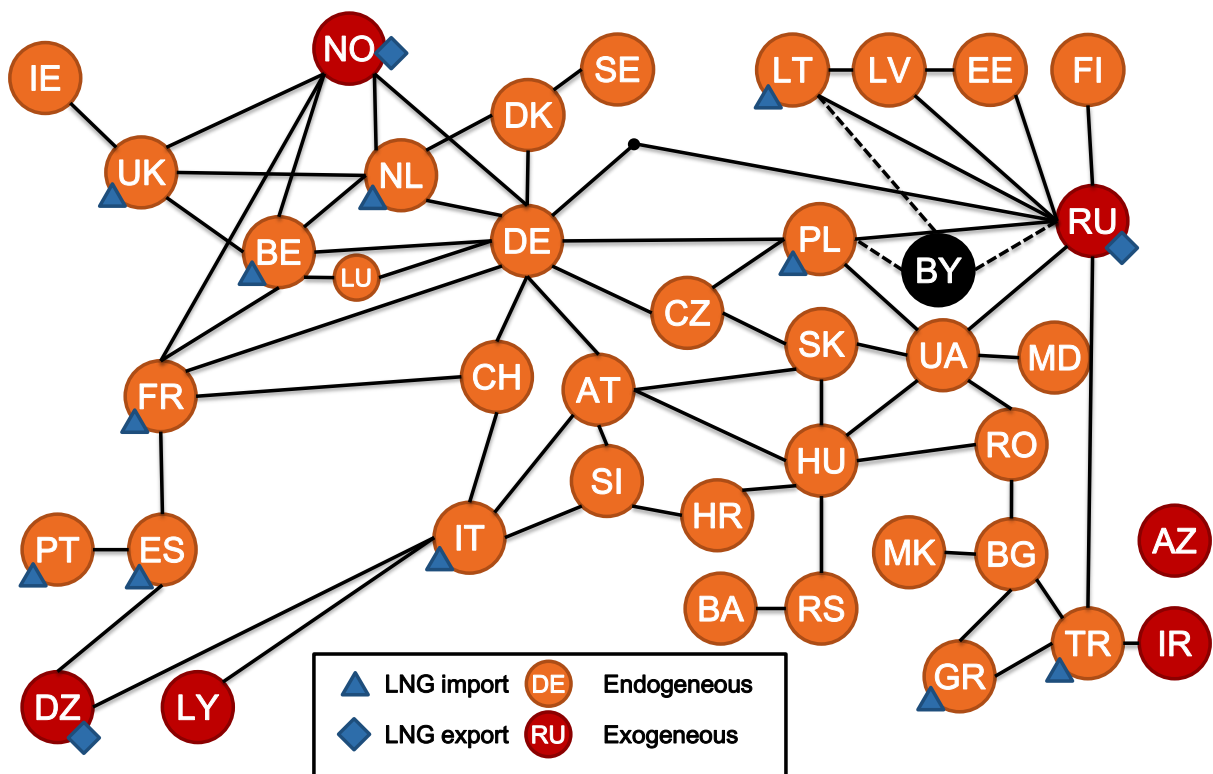 NO
IE
SE
LT
LV
EE
FI
DK
UK
NL
RU
BE
DE
PL
BY
LU
CZ
SK
UA
MD
CH
AT
FR
RO
HU
SI
HR
IT
PT
ES
MK
BG
AZ
BA
RS
TR
IR
GR
DZ
LY
LNG import DE Endogeneous
LNG export RU Exogeneous